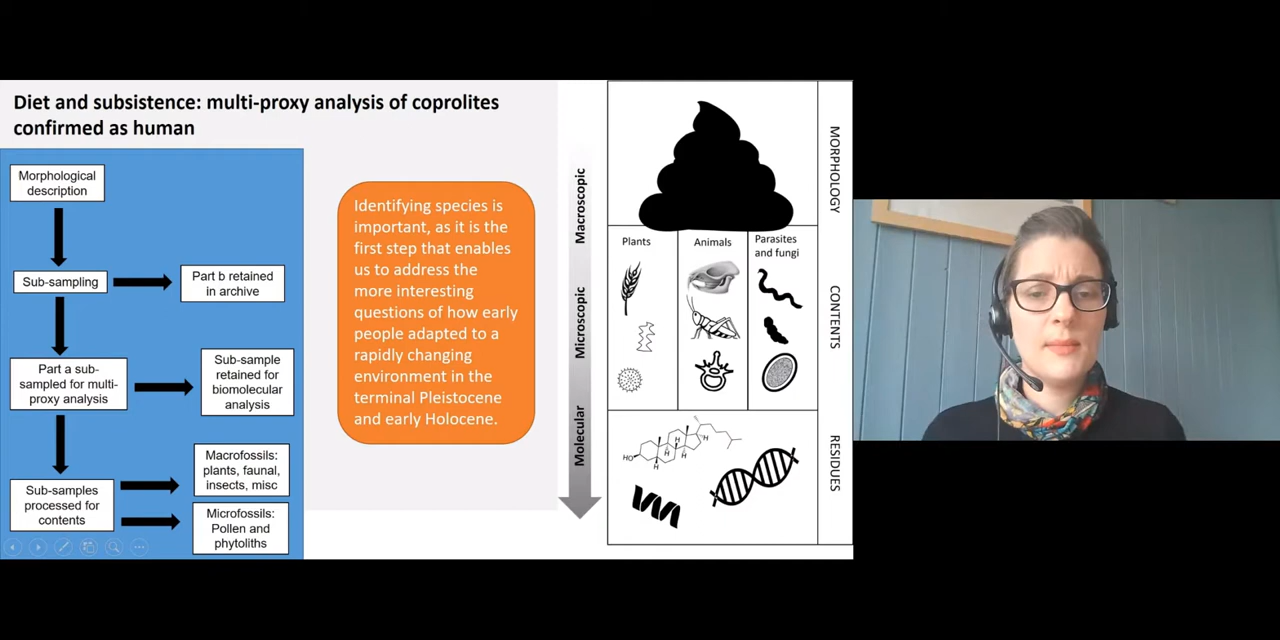 Diet and subsistence: multi-proxy analysis of coprolites
confirmed as human
Morphological
description
Sub-sampling
Part b retained
in archive
Part a sub-
sampled for multi-
proxy analysis
Sub-sample
retained for
biomolecular
analysis
Sub-samples
processed for
contents
Macrofossils:
plants, faunal,
insects, misc
Microfossils:
Pollen and
phytoliths
Identifying species is
important, as it is the
first step that enables
us to address the
more interesting
questions of how early
people adapted to a
rapidly changing
environment in the
terminal Pleistocene
and early Holocene.
Macroscopic
Microscopic
Molecular
Plants
Animals
Parasites
and fungi
HO
H
H
H
H
MORPHOLOGY
CONTENTS
RESIDUES